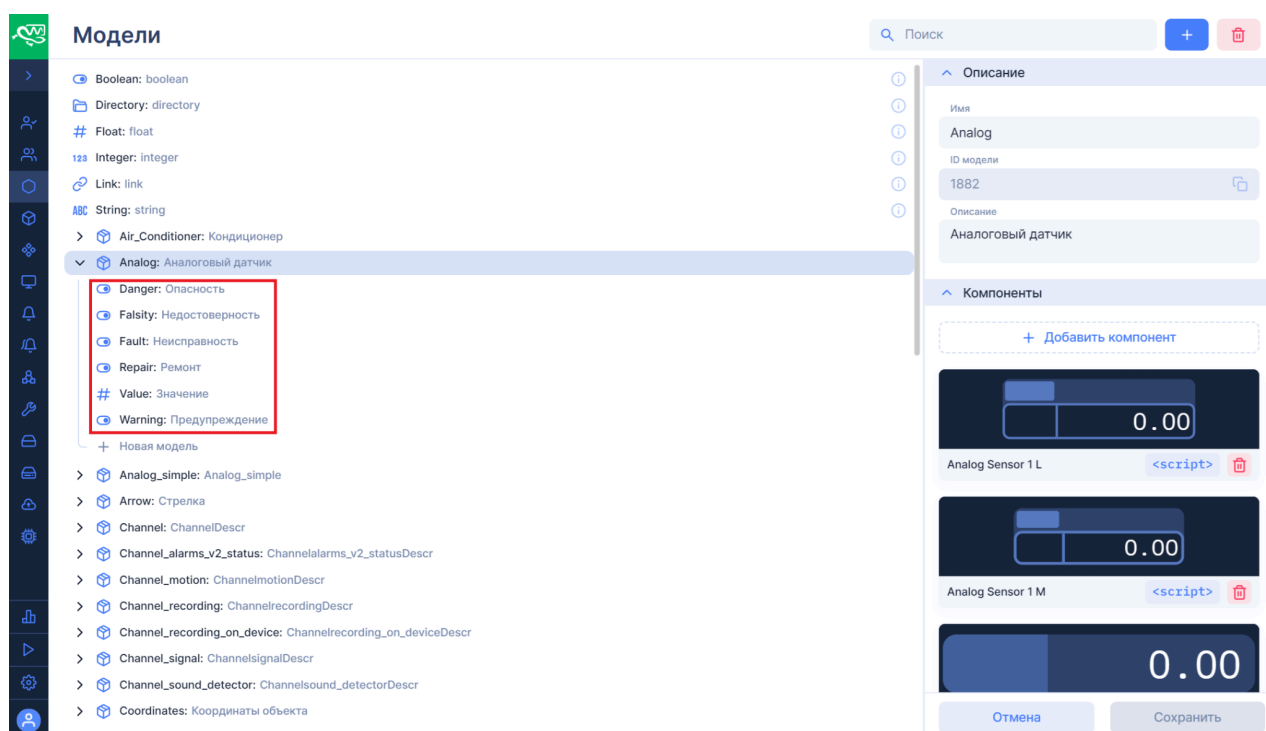 Модели
Поиск
+
Boolean: boolean
Directory: directory
# Float: float
123 Integer: integer
Link: link
ABC String: string
Air_Conditioner: Кондиционер
Analog: Аналоговый датчик
Danger: Опасность
Falsity: Недостоверность
Fault: Неисправность
Repair: Ремонт
# Value: Значение
Warning: Предупреждение
+ Новая модель
Analog_simple: Analog_simple
Arrow: Стрелка
Channel: ChannelDescr
Channel_alarms_v2_status: Channelalarms_v2_statusDescr
Channel_motion: ChannelmotionDescr
Channel_recording: ChannelrecordingDescr
Channel_recording_on_device: Channelrecording_on_deviceDescr
Channel_signal: ChannelsignalDescr
Channel_sound_detector: Channelsound_detectorDescr
Coordinates: Координаты объекта
Описание
Имя
Analog
ID модели
1882
Описание
Аналоговый датчик
Компоненты
+ Добавить компонент
0.00
Analog Sensor 1 L <script>
0.00
Analog Sensor 1 M <script>
0.00
Отмена Сохранить